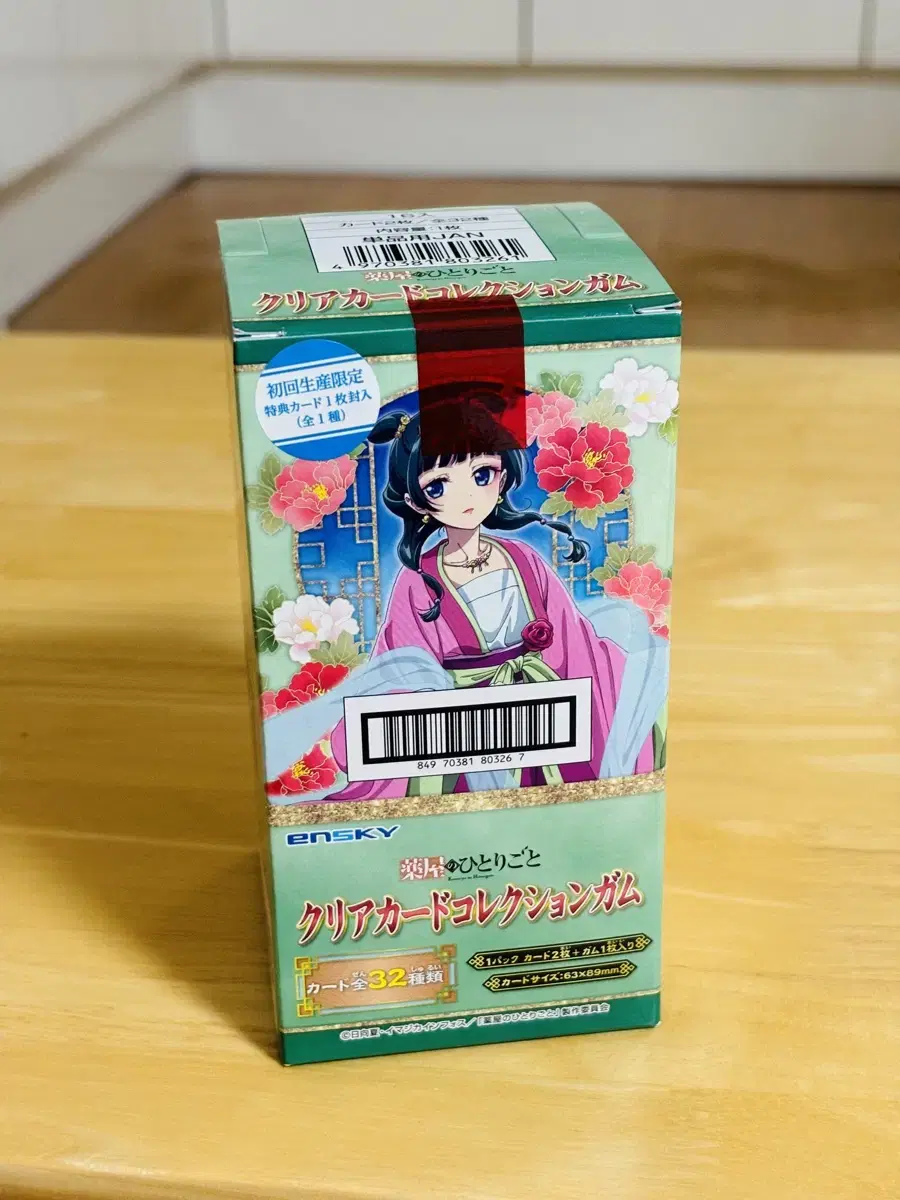 16入
カード2枚／全32種
内容量:1枚
単品用JAN
4 970381 803261
薬屋のひとりごと
クリアカードコレクションガム
初回生産限定
特典カード1枚封入
(全1種)
849 70381 80326 7
ensky
薬屋のひとりごと
クリアカードコレクションガム
1パック カード2枚+ガム1枚入り
カード全32種類
カードサイズ:63×89mm
©日向夏・イマジカインフォス／「薬屋のひとりごと」製作委員会